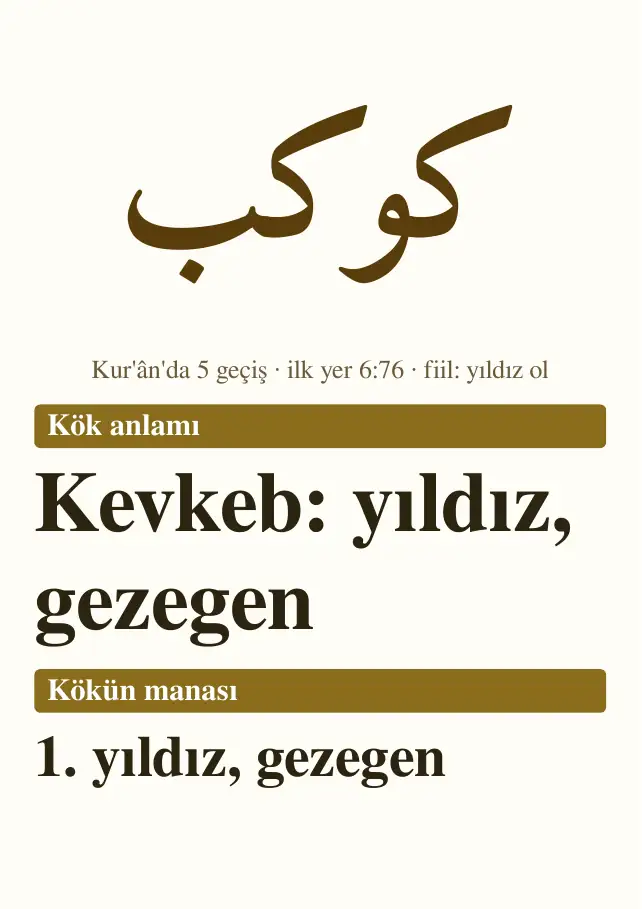 كوكب
Kur'ân'da 5 geçiş · ilk yer 6:76 · fiil: yıldız ol
Kök anlamı
Kevkeb: yıldız,
gezegen
Kökün manası
1. yıldız, gezegen